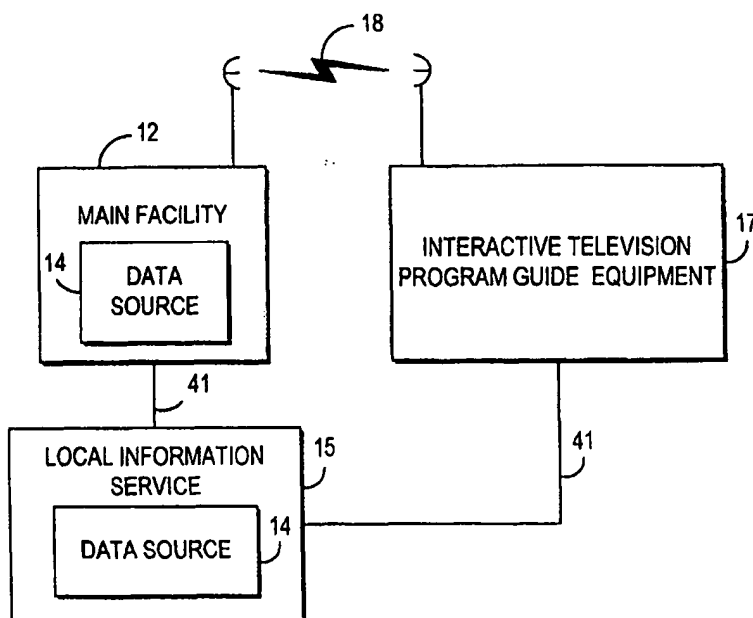 18
12
MAIN FACILITY
14
DATA
SOURCE
INTERACTIVE TELEVISION
PROGRAM GUIDE EQUIPMENT
17
41
LOCAL INFORMATION
SERVICE
15
41
DATA SOURCE
14